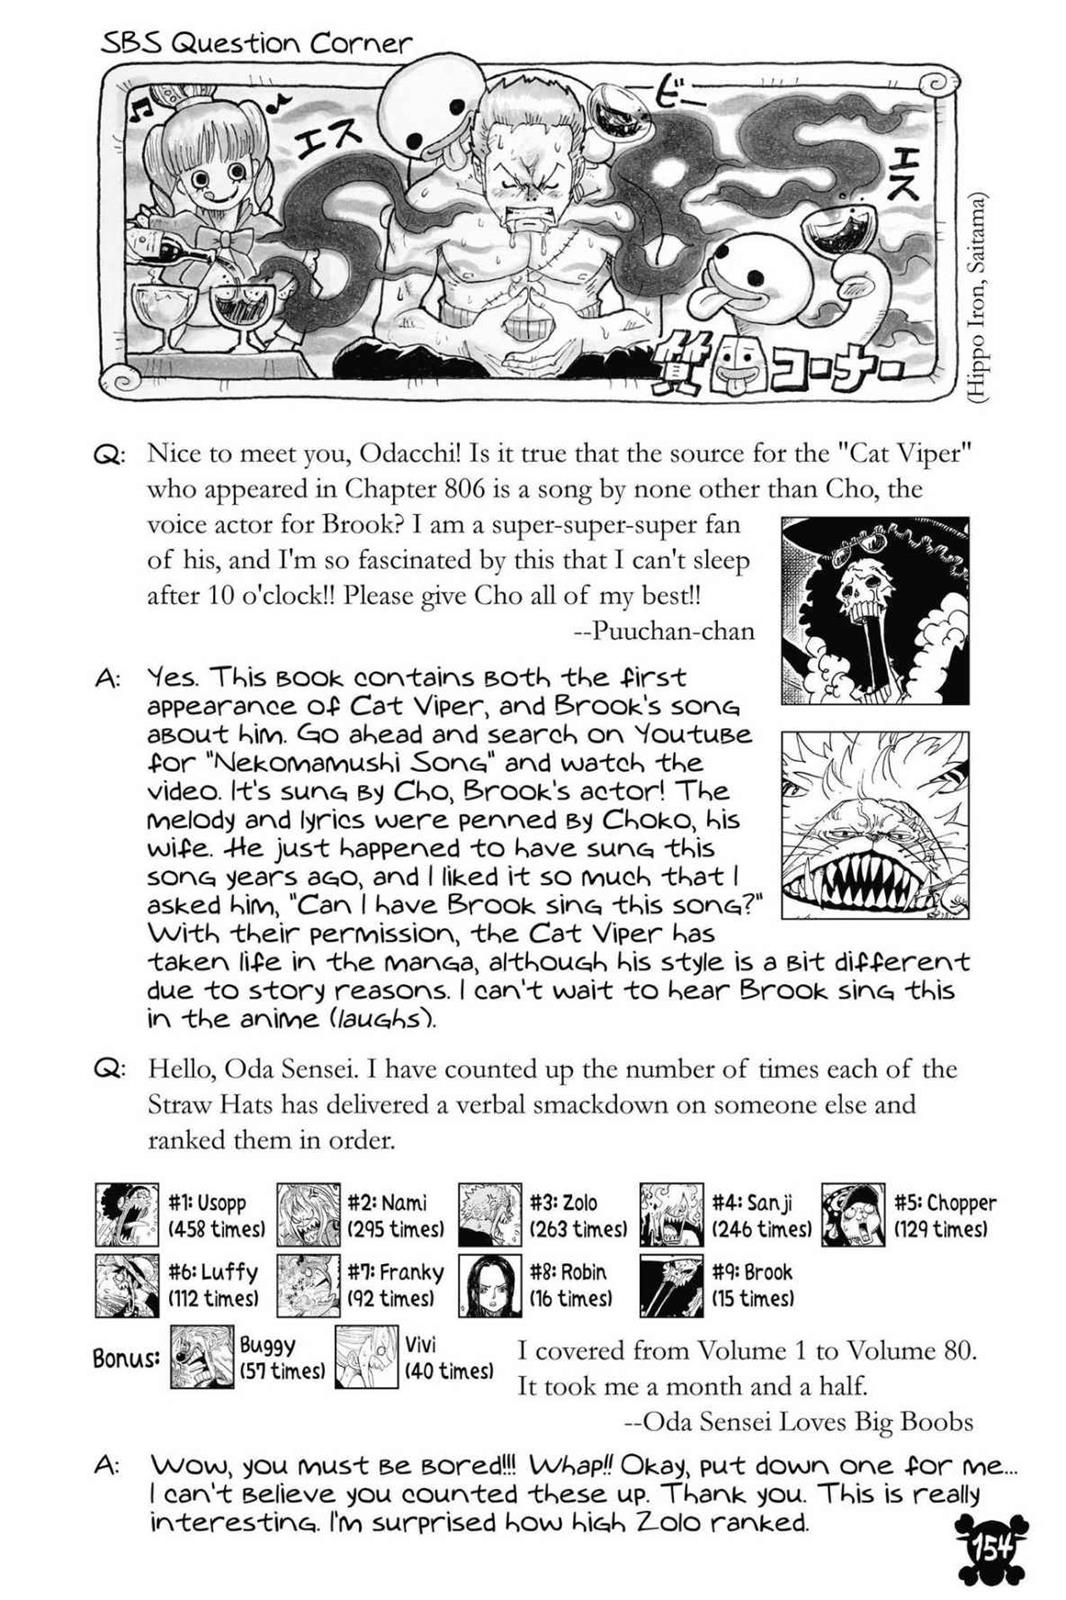 SBS Question Corner
エス
ビー
エス
質問コーナー
(Hippo Iron, Saitama)
Q: Nice to meet you, Odacchi! Is it true that the source for the "Cat Viper"
who appeared in Chapter 806 is a song by none other than Cho, the
voice actor for Brook? I am a super-super-super fan
of his, and I'm so fascinated by this that I can't sleep
after 10 o'clock!! Please give Cho all of my best!!
--Puuchan-chan
A: Yes. This book contains both the first
appearance of Cat Viper, and Brook's song
about him. Go ahead and search on Youtube
for "Nekomamushi Song" and watch the
video. It's sung by Cho, Brook's actor! The
melody and lyrics were penned by Choko, his
wife. He just happened to have sung this
song years ago, and I liked it so much that I
asked him, "Can I have Brook sing this song?"
With their permission, the Cat Viper has
taken life in the manga, although his style is a bit different
due to story reasons. I can't wait to hear Brook sing this
in the anime (laughs).
Q: Hello, Oda Sensei. I have counted up the number of times each of the
Straw Hats has delivered a verbal smackdown on someone else and
ranked them in order.
#1: Usopp
(458 times)
#2: Nami
(295 times)
#3: Zolo
(263 times)
#4: Sanji
(246 times)
#5: Chopper
(129 times)
#6: Luffy
(112 times)
#7: Franky
(92 times)
#8: Robin
(16 times)
#9: Brook
(15 times)
Bonus:
Buggy
(57 times)
Vivi
(40 times)
I covered from Volume 1 to Volume 80.
It took me a month and a half.
--Oda Sensei Loves Big Boobs
A: Wow, you must be bored!!! Whap!! Okay, put down one for me...
I can't believe you counted these up. Thank you. This is really
interesting. I'm surprised how high Zolo ranked.
154